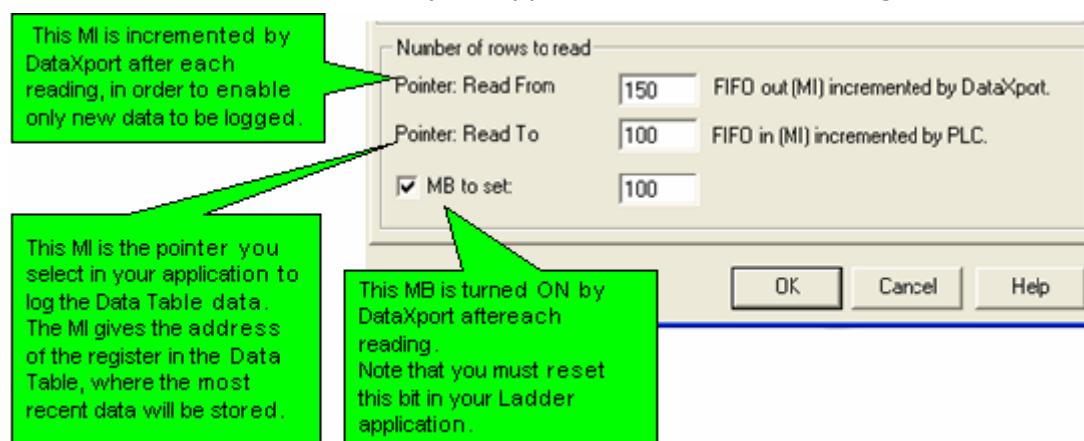 This MI is incremented by
DataXport after each
reading, in order to enable
only new data to be logged.
Number of rows to read
Pointer: Read From 150 FIFO out (MI) incremented by DataXport.
Pointer: Read To 100 FIFO in (MI) incremented by PLC.
MB to set: 100
This MI is the pointer you
select in your application to
log the Data Table data.
The MI gives the address
of the register in the Data
Table, where the most
recent data will be stored.
This MB is turned ON by
DataXport aftereach
reading.
Note that you must reset
this bit in your Ladder
application.
OK Cancel Help